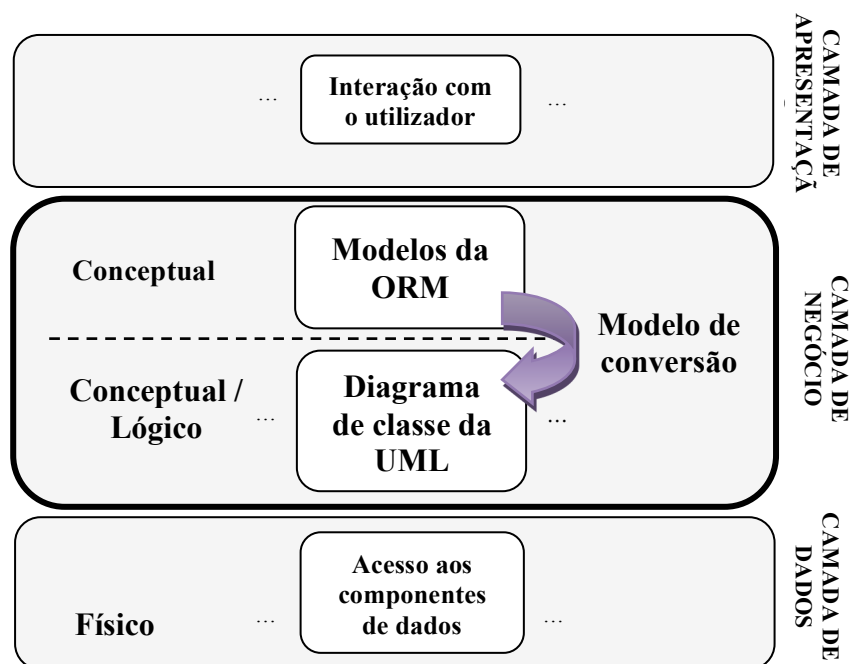 CAMADA DE
APRESENTAÇÃ
... Interação com ...
o utilizador
CAMADA DE
NEGÓCIO
Conceptual
Modelos da
ORM
Modelo de
conversão
Conceptual /
Lógico
... Diagrama ...
de classe da
UML
CAMADA DE
DADOS
Físico
... Acesso aos ...
componentes
de dados